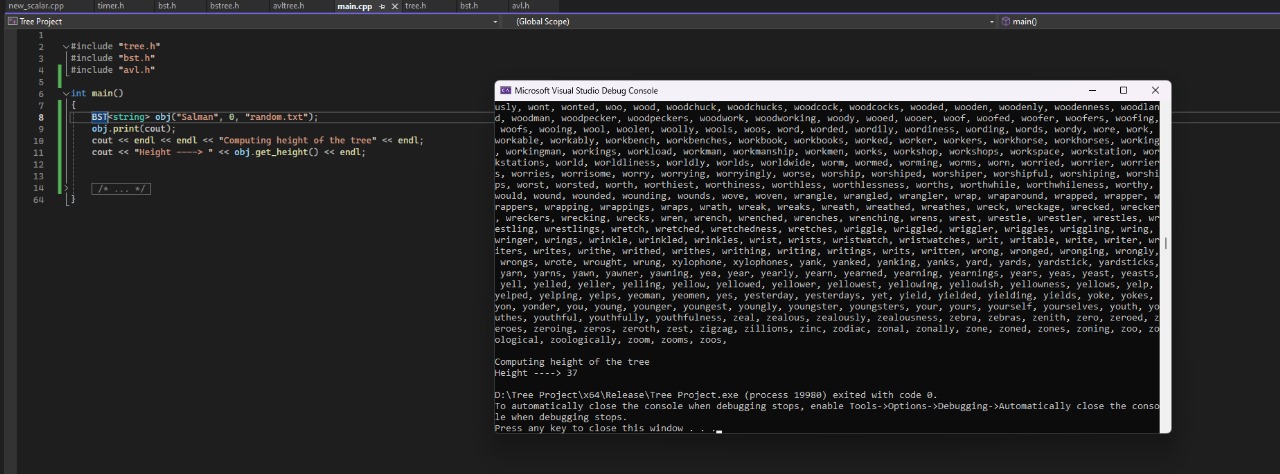 new_scalar.cpp timer.h bst.h bstree.h avltree.h main.cpp tree.h bst.h avl.h
Tree Project (Global Scope) main()
1
2 #include "tree.h"
3 #include "bst.h"
4 #include "avl.h"
5
6 int main()
7 {
8 BST<string> obj("Salman", 0, "random.txt");
9 obj.print(cout);
10 cout << endl << endl << "Computing height of the tree" << endl;
11 cout << "Height ----> " << obj.get_height() << endl;
12
13
14 /* ... */
64 }
Microsoft Visual Studio Debug Console
usly, wont, wonted, woo, wood, woodchuck, woodchucks, woodcock, woodcocks, wooded, wooden, woodenly, woodenness, woodlan
d, woodman, woodpecker, woodpeckers, woodwork, woodworking, woody, wooed, wooer, woof, woofed, woofer, woofers, woofing,
woofs, wooing, wool, woolen, woolly, wools, woos, word, worded, wordily, wordiness, wording, words, wordy, wore, work,
workable, workably, workbench, workbenches, workbook, workbooks, worked, worker, workers, workhorse, workhorses, working
, workingman, workings, workload, workman, workmanship, workmen, works, workshop, workshops, workspace, workstation, wor
kstations, world, worldliness, worldly, worlds, worldwide, worm, wormed, worming, worms, worn, worried, worrier, worrier
s, worries, worrisome, worry, worrying, worryingly, worse, worship, worshiped, worshiper, worshipful, worshiping, worshi
ps, worst, worsted, worth, worthiest, worthiness, worthless, worthlessness, worths, worthwhile, worthwhileness, worthy,
would, wound, wounded, wounding, wounds, wove, woven, wrangle, wrangled, wrangler, wrap, wraparound, wrapped, wrapper, w
rappers, wrapping, wrappings, wraps, wrath, wreak, wreaks, wreath, wreathed, wreathes, wreck, wreckage, wrecked, wrecker
, wreckers, wrecking, wrecks, wren, wrench, wrenched, wrenches, wrenching, wrens, wrest, wrestle, wrestler, wrestles, wr
estling, wrestlings, wretch, wretched, wretchedness, wretches, wriggle, wriggled, wriggler, wriggles, wriggling, wring,
wringer, wrings, wrinkle, wrinkled, wrinkles, wrist, wrists, wristwatch, wristwatches, writ, writable, write, writer, wr
iters, writes, writhe, writhed, writhes, writhing, writing, writings, writs, written, wrong, wronged, wronging, wrongly,
wrongs, wrote, wrought, wrung, xylophone, xylophones, yank, yanked, yanking, yanks, yard, yards, yardstick, yardsticks,
yarn, yarns, yawn, yawner, yawning, yea, year, yearly, yearn, yearned, yearning, yearnings, years, yeas, yeast, yeasts,
yell, yelled, yeller, yelling, yellow, yellowed, yellower, yellowest, yellowing, yellowish, yellowness, yellows, yelp,
yelped, yelping, yelps, yeoman, yeomen, yes, yesterday, yesterdays, yet, yield, yielded, yielding, yields, yoke, yokes,
yon, yonder, you, young, younger, youngest, youngly, youngster, youngsters, your, yours, yourself, yourselves, youth, yo
uthes, youthful, youthfully, youthfulness, zeal, zealous, zealously, zealousness, zebra, zebras, zenith, zero, zeroed, z
eroes, zeroing, zeros, zeroth, zest, zigzag, zillions, zinc, zodiac, zonal, zonally, zone, zoned, zones, zoning, zoo, zo
ological, zoologically, zoom, zooms, zoos,
Computing height of the tree
Height ----> 37
D:\Tree Project\x64\Release\Tree Project.exe (process 19980) exited with code 0.
To automatically close the console when debugging stops, enable Tools->Options->Debugging->Automatically close the conso
le when debugging stops.
Press any key to close this window . . .